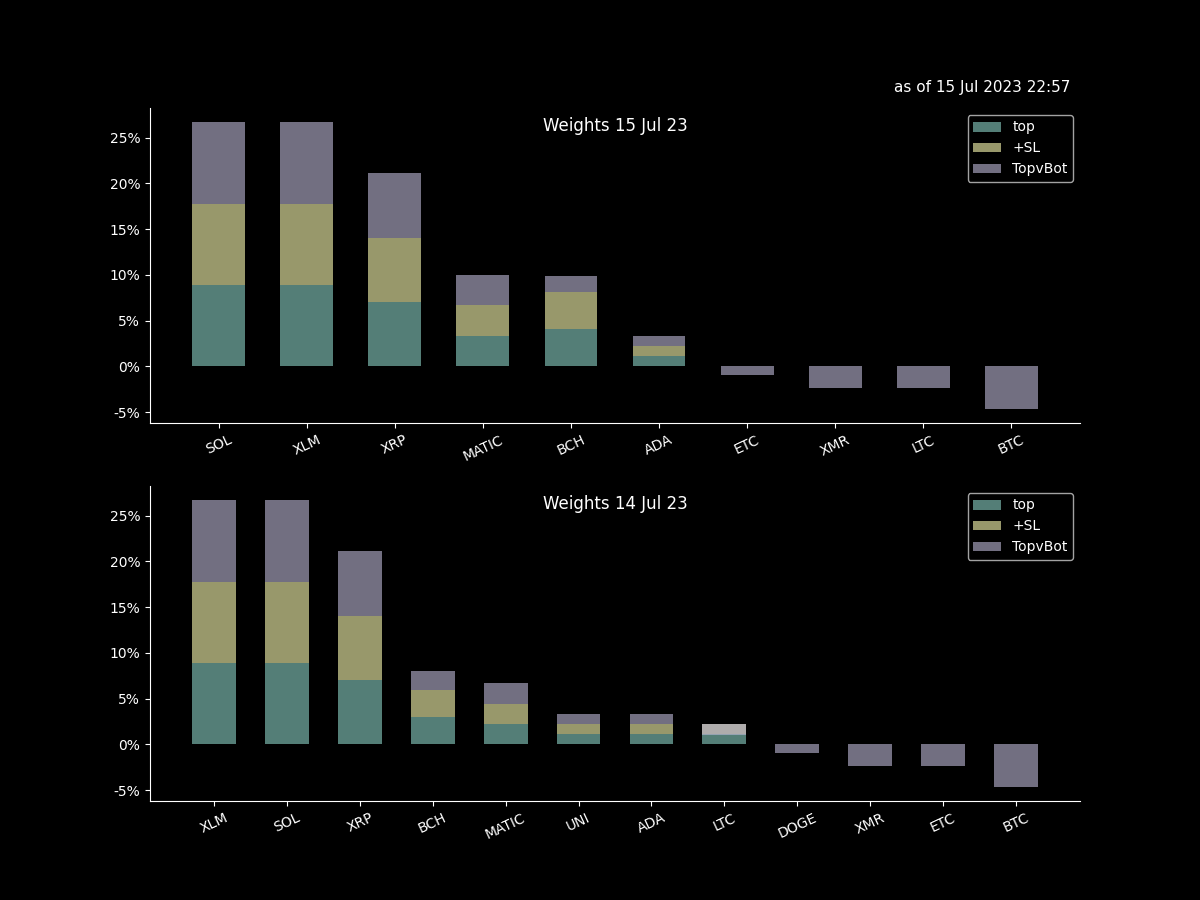 as of 15 Jul 2023 22:57
Weights 15 Jul 23
top
+SL
TopvBot
25%
20%
15%
10%
5%
0%
-5%
SOL XLM XRP MATIC BCH ADA ETC XMR LTC BTC
Weights 14 Jul 23
top
+SL
TopvBot
25%
20%
15%
10%
5%
0%
-5%
XLM SOL XRP BCH MATIC UNI ADA LTC DOGE XMR ETC BTC